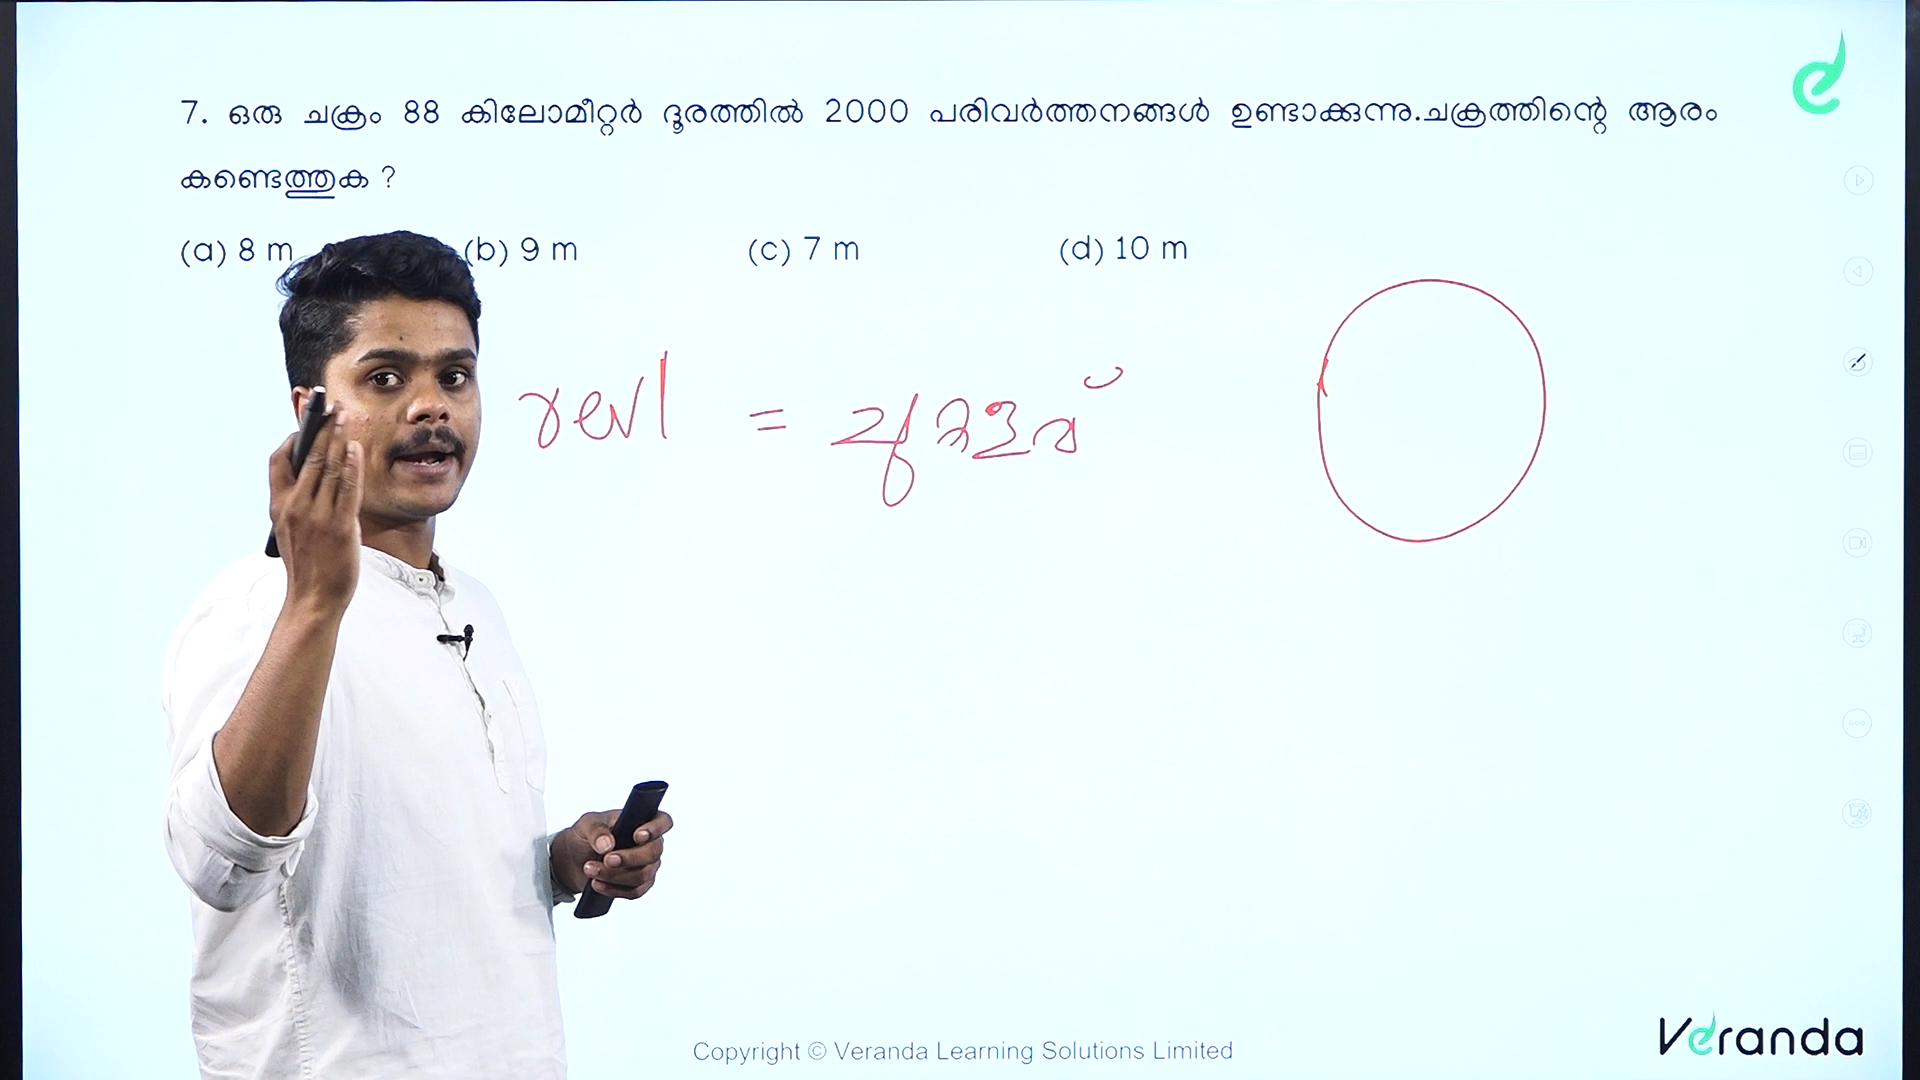 7. ഒരു ചക്രം 88 കിലോമീറ്റർ ദൂരത്തിൽ 2000 പരിവർത്തനങ്ങൾ ഉണ്ടാക്കുന്നു.ചക്രത്തിന്റെ ആരം
കണ്ടെത്തുക ?
(a) 8 m (b) 9 m (c) 7 m (d) 10 m
revl = ചുറ്റളവ്
Copyright © Veranda Learning Solutions Limited
Veranda